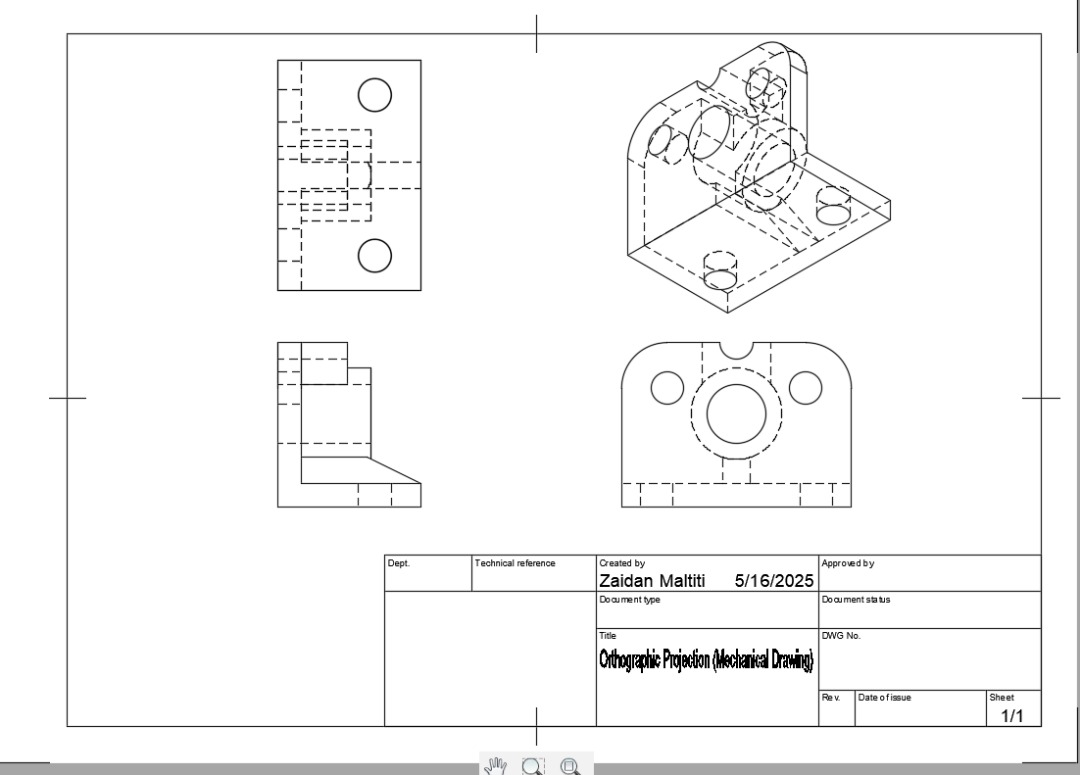 Dept.
Technical reference
Created by
Zaidan Maltiti 5/16/2025
Approved by
Document type
Document status
Title
Orthographic Projection (Mechanical Drawing)
DWG No.
Rev.
Date of issue
Sheet
1/1